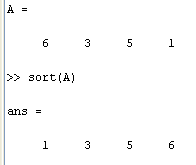 A =
6 3 5 1
>> sort(A)
ans =
1 3 5 6